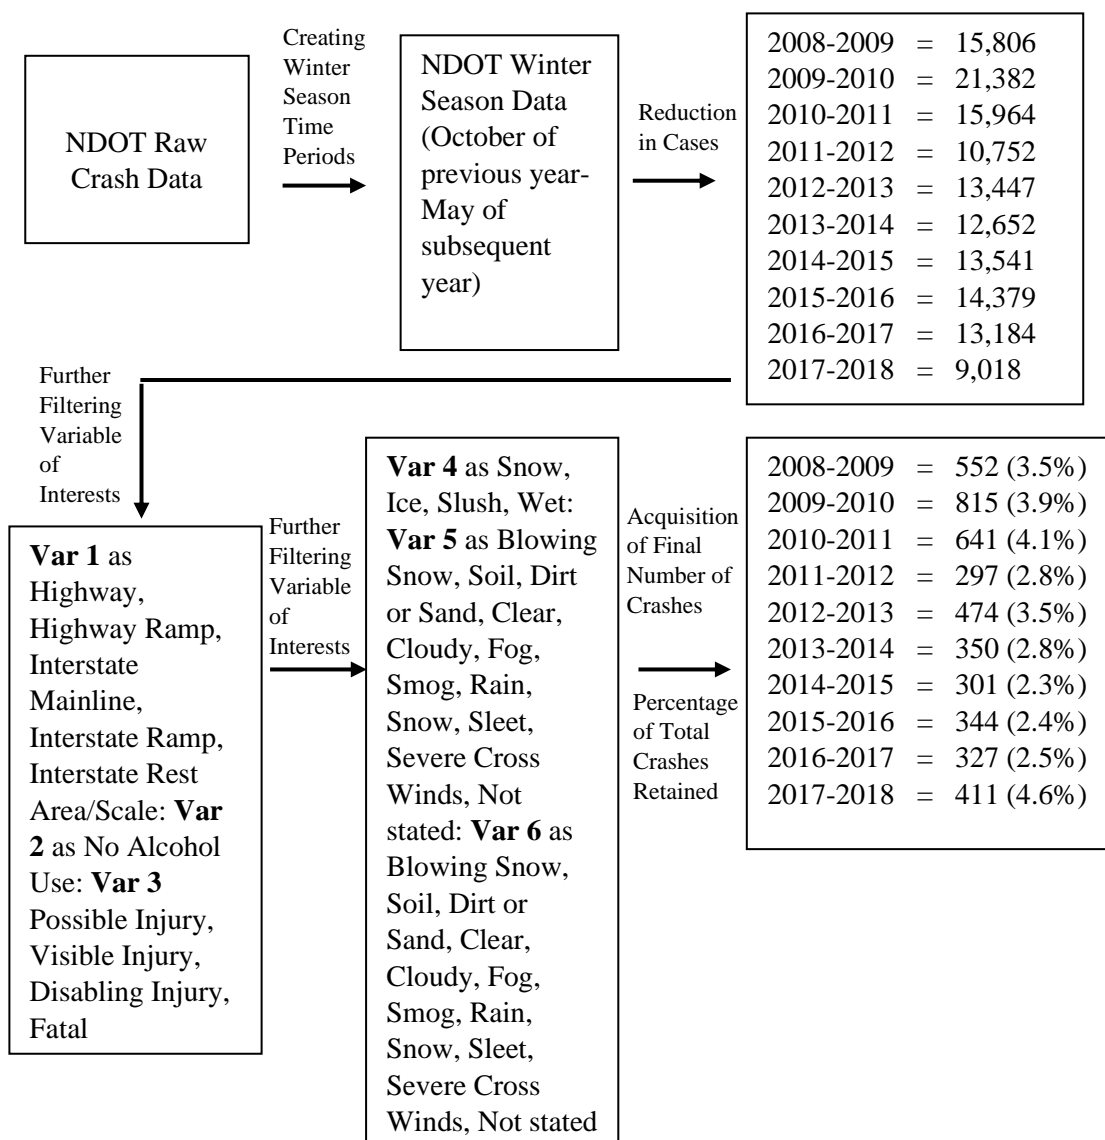 NDOT Raw
Crash Data
Creating
Winter
Season
Time
Periods
NDOT Winter
Season Data
(October of
previous year-
May of
subsequent
year)
Reduction
in Cases
2008-2009 = 15,806
2009-2010 = 21,382
2010-2011 = 15,964
2011-2012 = 10,752
2012-2013 = 13,447
2013-2014 = 12,652
2014-2015 = 13,541
2015-2016 = 14,379
2016-2017 = 13,184
2017-2018 = 9,018
Further
Filtering
Variable
of
Interests
Var 1 as
Highway,
Highway Ramp,
Interstate
Mainline,
Interstate Ramp,
Interstate Rest
Area/Scale: Var
2 as No Alcohol
Use: Var 3
Possible Injury,
Visible Injury,
Disabling Injury,
Fatal
Further
Filtering
Variable
of
Interests
Var 4 as Snow,
Ice, Slush, Wet:
Var 5 as Blowing
Snow, Soil, Dirt
or Sand, Clear,
Cloudy, Fog,
Smog, Rain,
Snow, Sleet,
Severe Cross
Winds, Not
stated: Var 6 as
Blowing Snow,
Soil, Dirt or
Sand, Clear,
Cloudy, Fog,
Smog, Rain,
Snow, Sleet,
Severe Cross
Winds, Not stated
Acquisition
of Final
Number of
Crashes
Percentage
of Total
Crashes
Retained
2008-2009 = 552 (3.5%)
2009-2010 = 815 (3.9%)
2010-2011 = 641 (4.1%)
2011-2012 = 297 (2.8%)
2012-2013 = 474 (3.5%)
2013-2014 = 350 (2.8%)
2014-2015 = 301 (2.3%)
2015-2016 = 344 (2.4%)
2016-2017 = 327 (2.5%)
2017-2018 = 411 (4.6%)